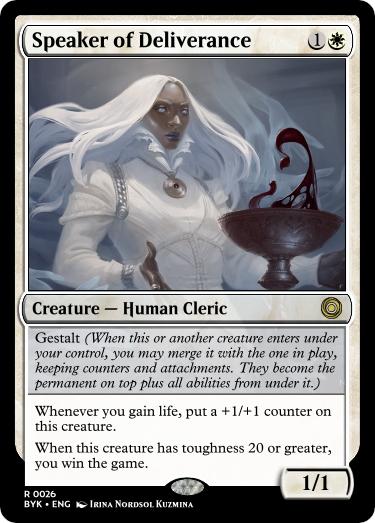 Speaker of Deliverance 1
Creature — Human Cleric
Gestalt (When this or another creature enters under
your control, you may merge it with the one in play,
keeping counters and attachments. They become the
permanent on top plus all abilities from under it.)
Whenever you gain life, put a +1/+1 counter on
this creature.
When this creature has toughness 20 or greater,
you win the game.
1/1
R 0026
BYK • ENG Irina Nordsol Kuzmina